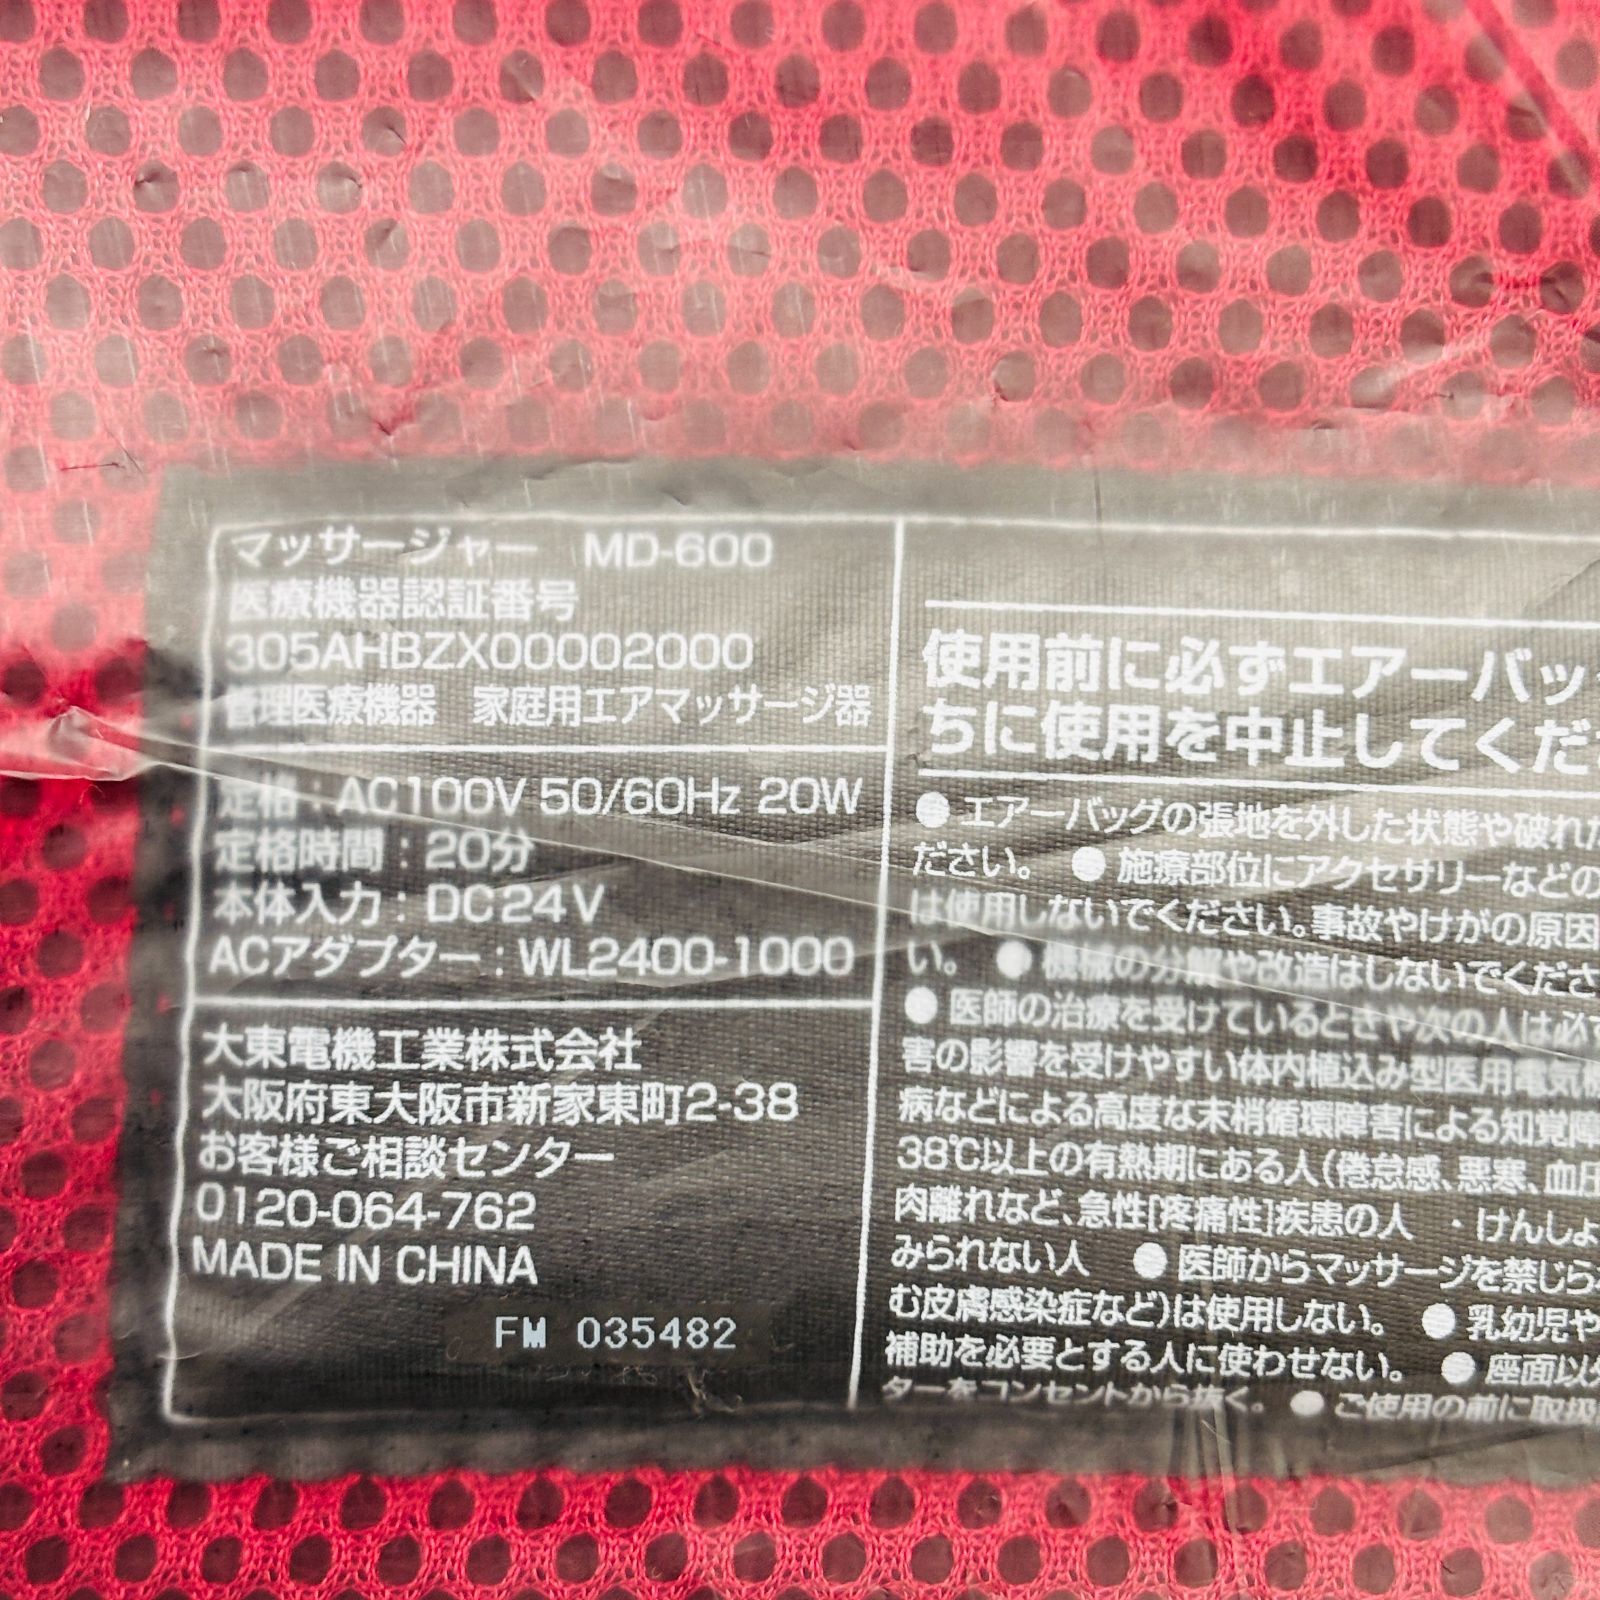 マッサージャー　MD-600
医療機器認証番号
305AHBZX00002000
管理医療機器　家庭用エアマッサージ器
定格：AC100V 50/60Hz 20W
定格時間：20分
本体入力：DC24V
ACアダプター：WL2400-1000
大東電機工業株式会社
大阪府東大阪市新家東町2-38
お客様ご相談センター
0120-064-762
MADE IN CHINA
FM 035482
使用前に必ずエアーバッ
ちに使用を中止してくだ
●エアーバッグの張地を外した状態や破れた
ださい。　●施療部位にアクセサリーなどの
は使用しないでください。事故やけがの原因
い。　●機械の分解や改造はしないでくださ
●医師の治療を受けているときや次の人は必ず
害の影響を受けやすい体内植込み型医用電気機
病などによる高度な末梢循環障害による知覚障
38℃以上の有熱期にある人(倦怠感、悪寒、血圧
肉離れなど、急性[疼痛性]疾患の人　・けんしょ
みられない人　●医師からマッサージを禁じら
む皮膚感染症など)は使用しない。　●乳幼児や
補助を必要とする人に使わせない。　●座面以外
ターをコンセントから抜く。　●ご使用の前に取扱